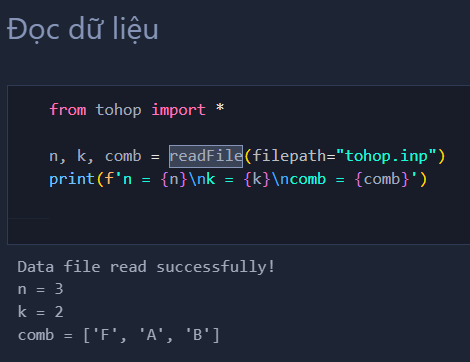 Đọc dữ liệu
from tohop import *
n, k, comb = readFile(filepath="tohop.inp")
print(f'n = {n}\nk = {k}\ncomb = {comb}')
Data file read successfully!
n = 3
k = 2
comb = ['F', 'A', 'B']